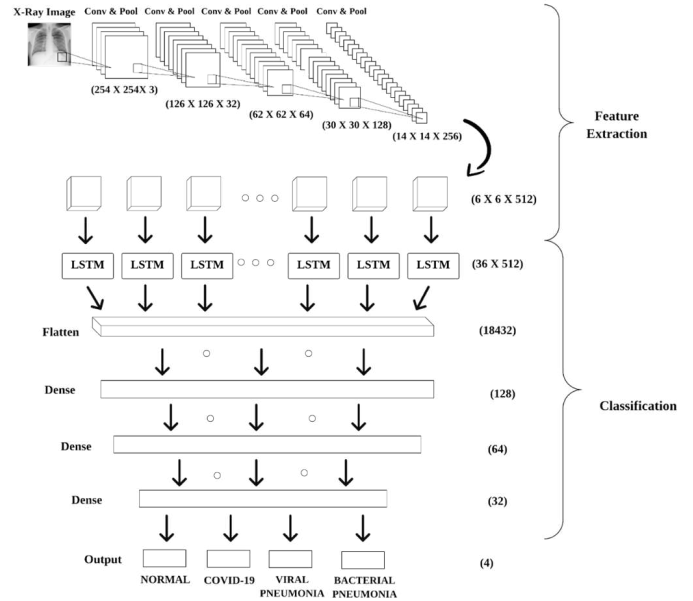 X-Ray Image Conv & Pool Conv & Pool Conv & Pool Conv & Pool Conv & Pool
(254 X 254X 3)
(126 X 126 X 32)
(62 X 62 X 64)
(30 X 30 X 128)
(14 X 14 X 256)
Feature
Extraction
(6 X 6 X 512)
LSTM LSTM LSTM LSTM LSTM LSTM (36 X 512)
Flatten (18432)
Dense (128)
Classification
Dense (64)
Dense (32)
Output (4)
NORMAL COVID-19 VIRAL BACTERIAL
PNEUMONIA PNEUMONIA